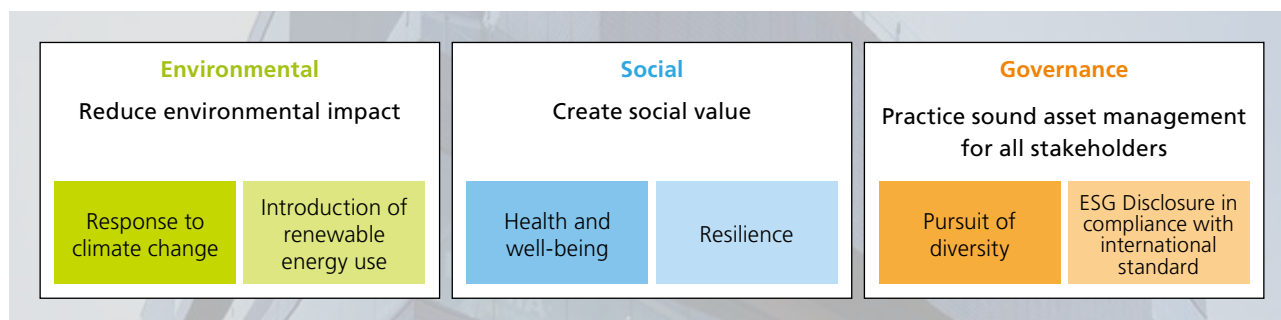 Environmental
Reduce environmental impact
Response to
climate change
Introduction of
renewable
energy use
Social
Create social value
Health and
well-being
Resilience
Governance
Practice sound asset management
for all stakeholders
Pursuit of
diversity
ESG Disclosure in
compliance with
international
standard